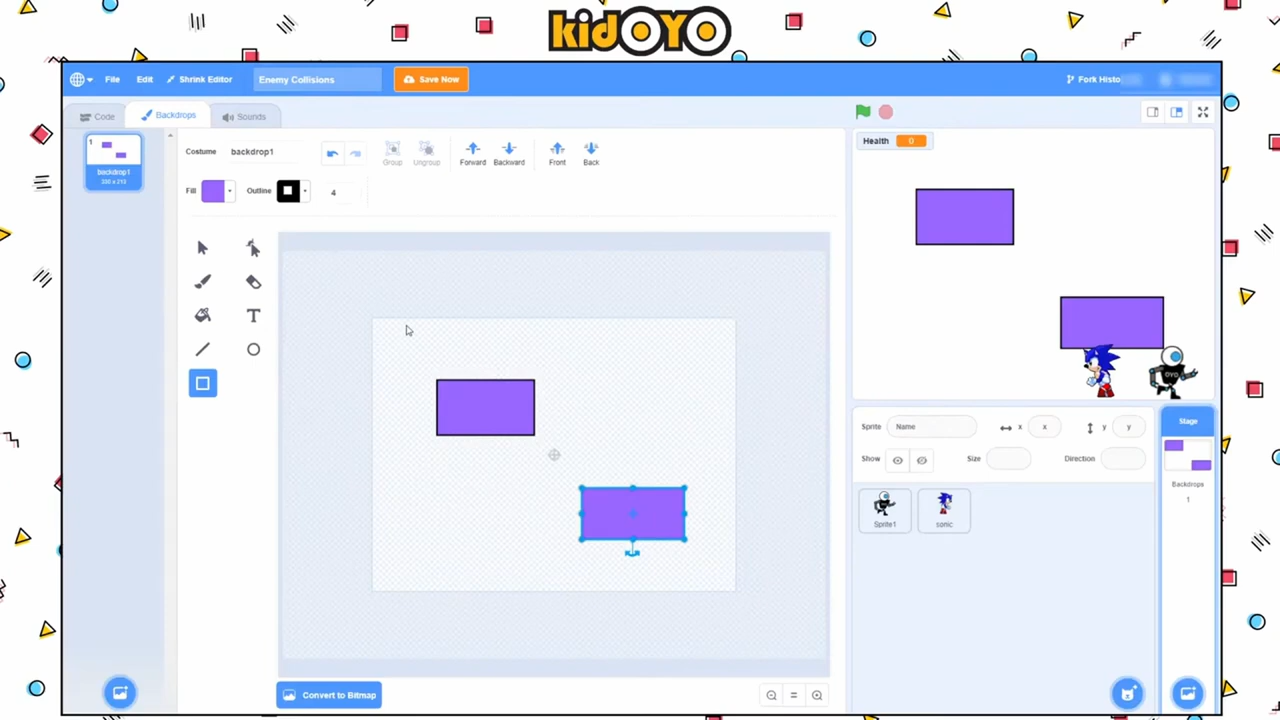 kidOYO
File Edit Shrink Editor Enemy Collisions Save Now Fork Histo
Code Backdrops Sounds
1
backdrop1
Costume backdrop1
Group Ungroup Forward Backward Front Back
Fill Outline 4
T
Convert to Bitmap
Health 0
OYO
Sprite Name x x y y
Show Size Direction
Sprite1 sonic
Stage
Backdrops
1